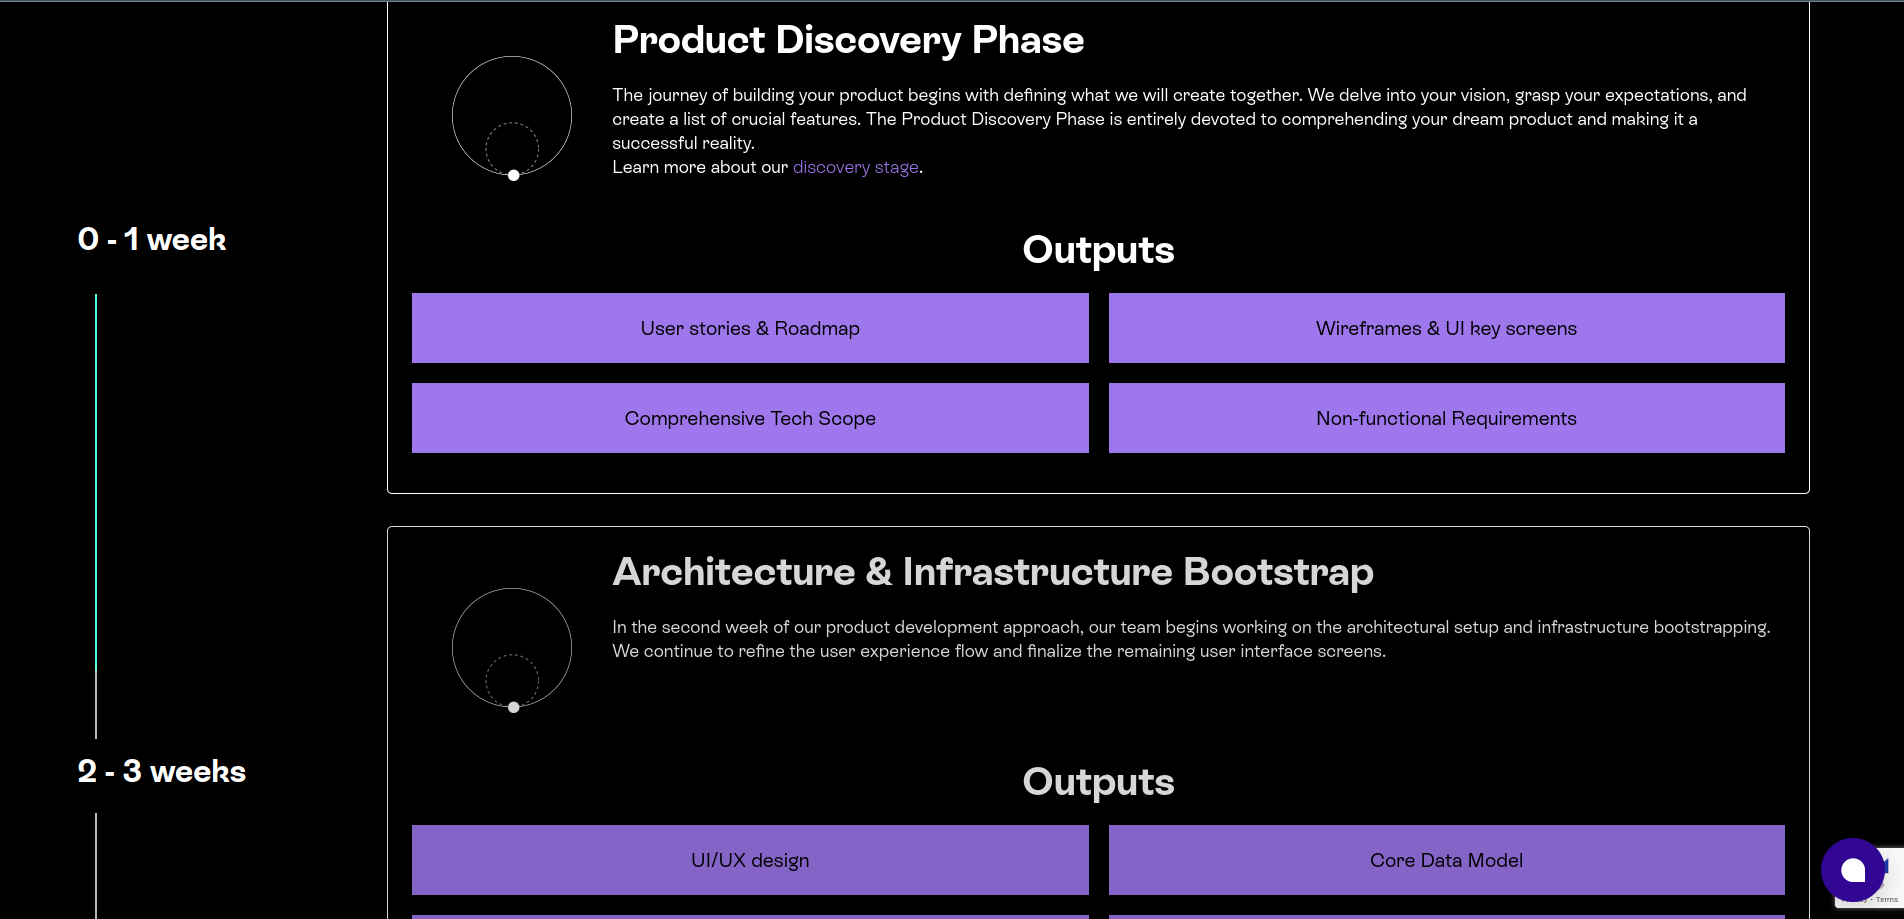 Product Discovery Phase
The journey of building your product begins with defining what we will create together. We delve into your vision, grasp your expectations, and
create a list of crucial features. The Product Discovery Phase is entirely devoted to comprehending your dream product and making it a
successful reality.
Learn more about our discovery stage.
0 - 1 week
Outputs
User stories & Roadmap
Wireframes & UI key screens
Comprehensive Tech Scope
Non-functional Requirements
Architecture & Infrastructure Bootstrap
In the second week of our product development approach, our team begins working on the architectural setup and infrastructure bootstrapping.
We continue to refine the user experience flow and finalize the remaining user interface screens.
2 - 3 weeks
Outputs
UI/UX design
Core Data Model
- Terms